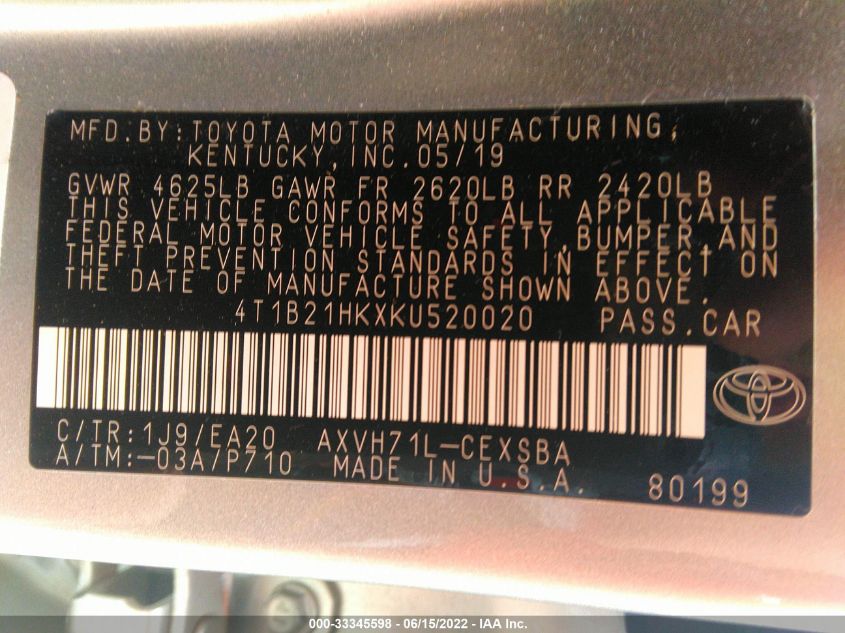 MFD.BY:TOYOTA MOTOR MANUFACTURING,
KENTUCKY,INC.05/19
GVWR 4625LB GAWR FR 2620LB RR 2420LB
THIS VEHICLE CONFORMS TO ALL APPLICABLE
FEDERAL MOTOR VEHICLE SAFETY,BUMPER,AND
THEFT PREVENTION STANDARDS IN EFFECT ON
THE DATE OF MANUFACTURE SHOWN ABOVE.
4T1B21HKXKU520020 PASS.CAR
C/TR:1J9/EA20 AXVH71L-CEXSBA
A/TM:-03A/P710 MADE IN U.S.A. 80199
000-33345598 - 06/15/2022 - IAA Inc.